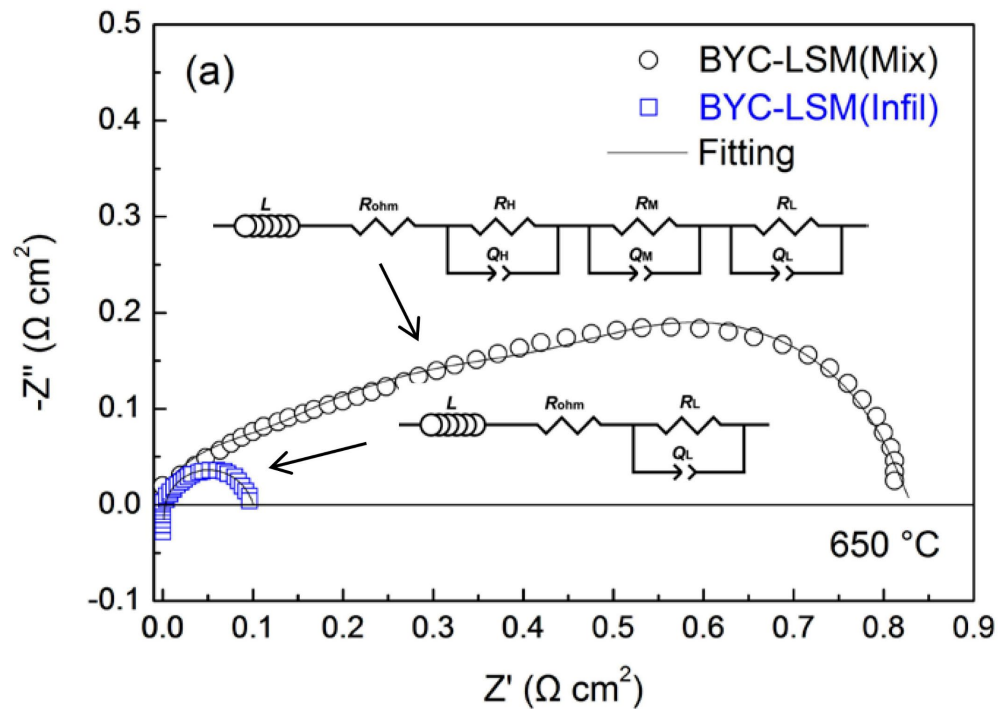 (a)
BYC-LSM(Mix)
BYC-LSM(Infil)
Fitting
L
Rohm
RH
RM
RL
QH
QM
QL
L
Rohm
RL
QL
650 °C
0.5
0.4
0.3
0.2
0.1
0.0
-0.1
-Z'' (Ω cm²)
0.0 0.1 0.2 0.3 0.4 0.5 0.6 0.7 0.8 0.9
Z' (Ω cm²)